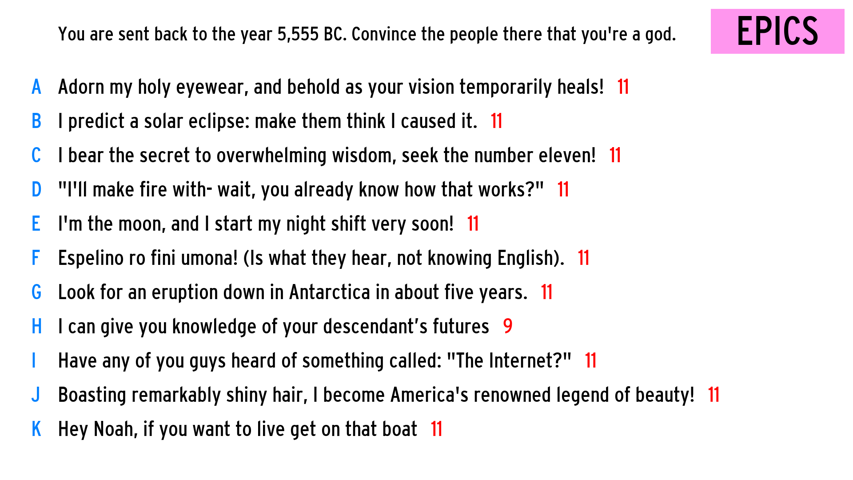 You are sent back to the year 5,555 BC. Convince the people there that you're a god.
EPICS
A Adorn my holy eyewear, and behold as your vision temporarily heals! 11
B I predict a solar eclipse: make them think I caused it. 11
C I bear the secret to overwhelming wisdom, seek the number eleven! 11
D "I'll make fire with- wait, you already know how that works?" 11
E I'm the moon, and I start my night shift very soon! 11
F Espelino ro fini umona! (Is what they hear, not knowing English). 11
G Look for an eruption down in Antarctica in about five years. 11
H I can give you knowledge of your descendant’s futures 9
I Have any of you guys heard of something called: "The Internet?" 11
J Boasting remarkably shiny hair, I become America's renowned legend of beauty! 11
K Hey Noah, if you want to live get on that boat 11